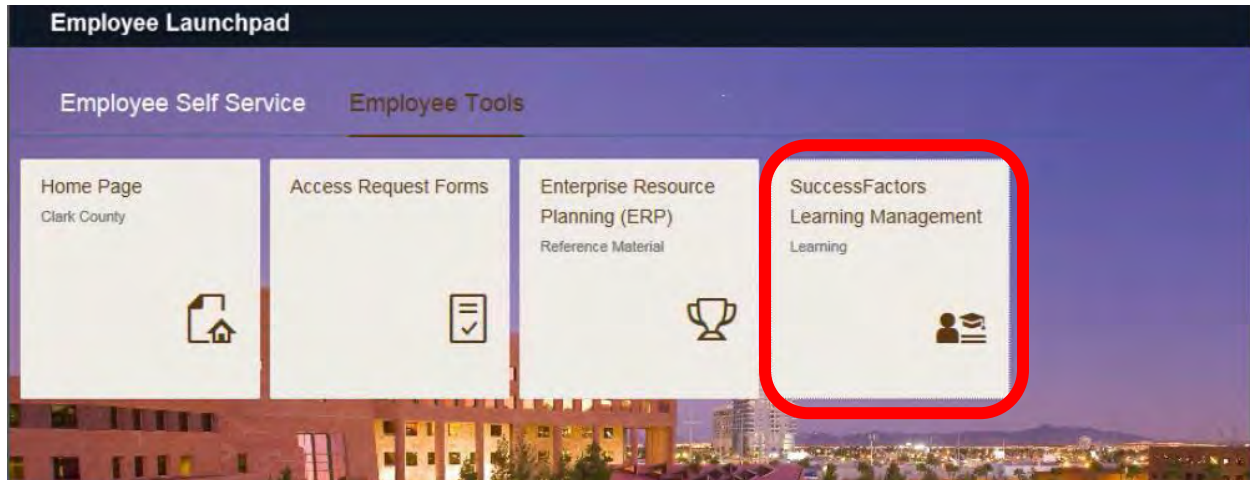 Employee Launchpad
Employee Self Service Employee Tools
Home Page
Clark County
Access Request Forms
Enterprise Resource
Planning (ERP)
Reference Material
SuccessFactors
Learning Management
Learning